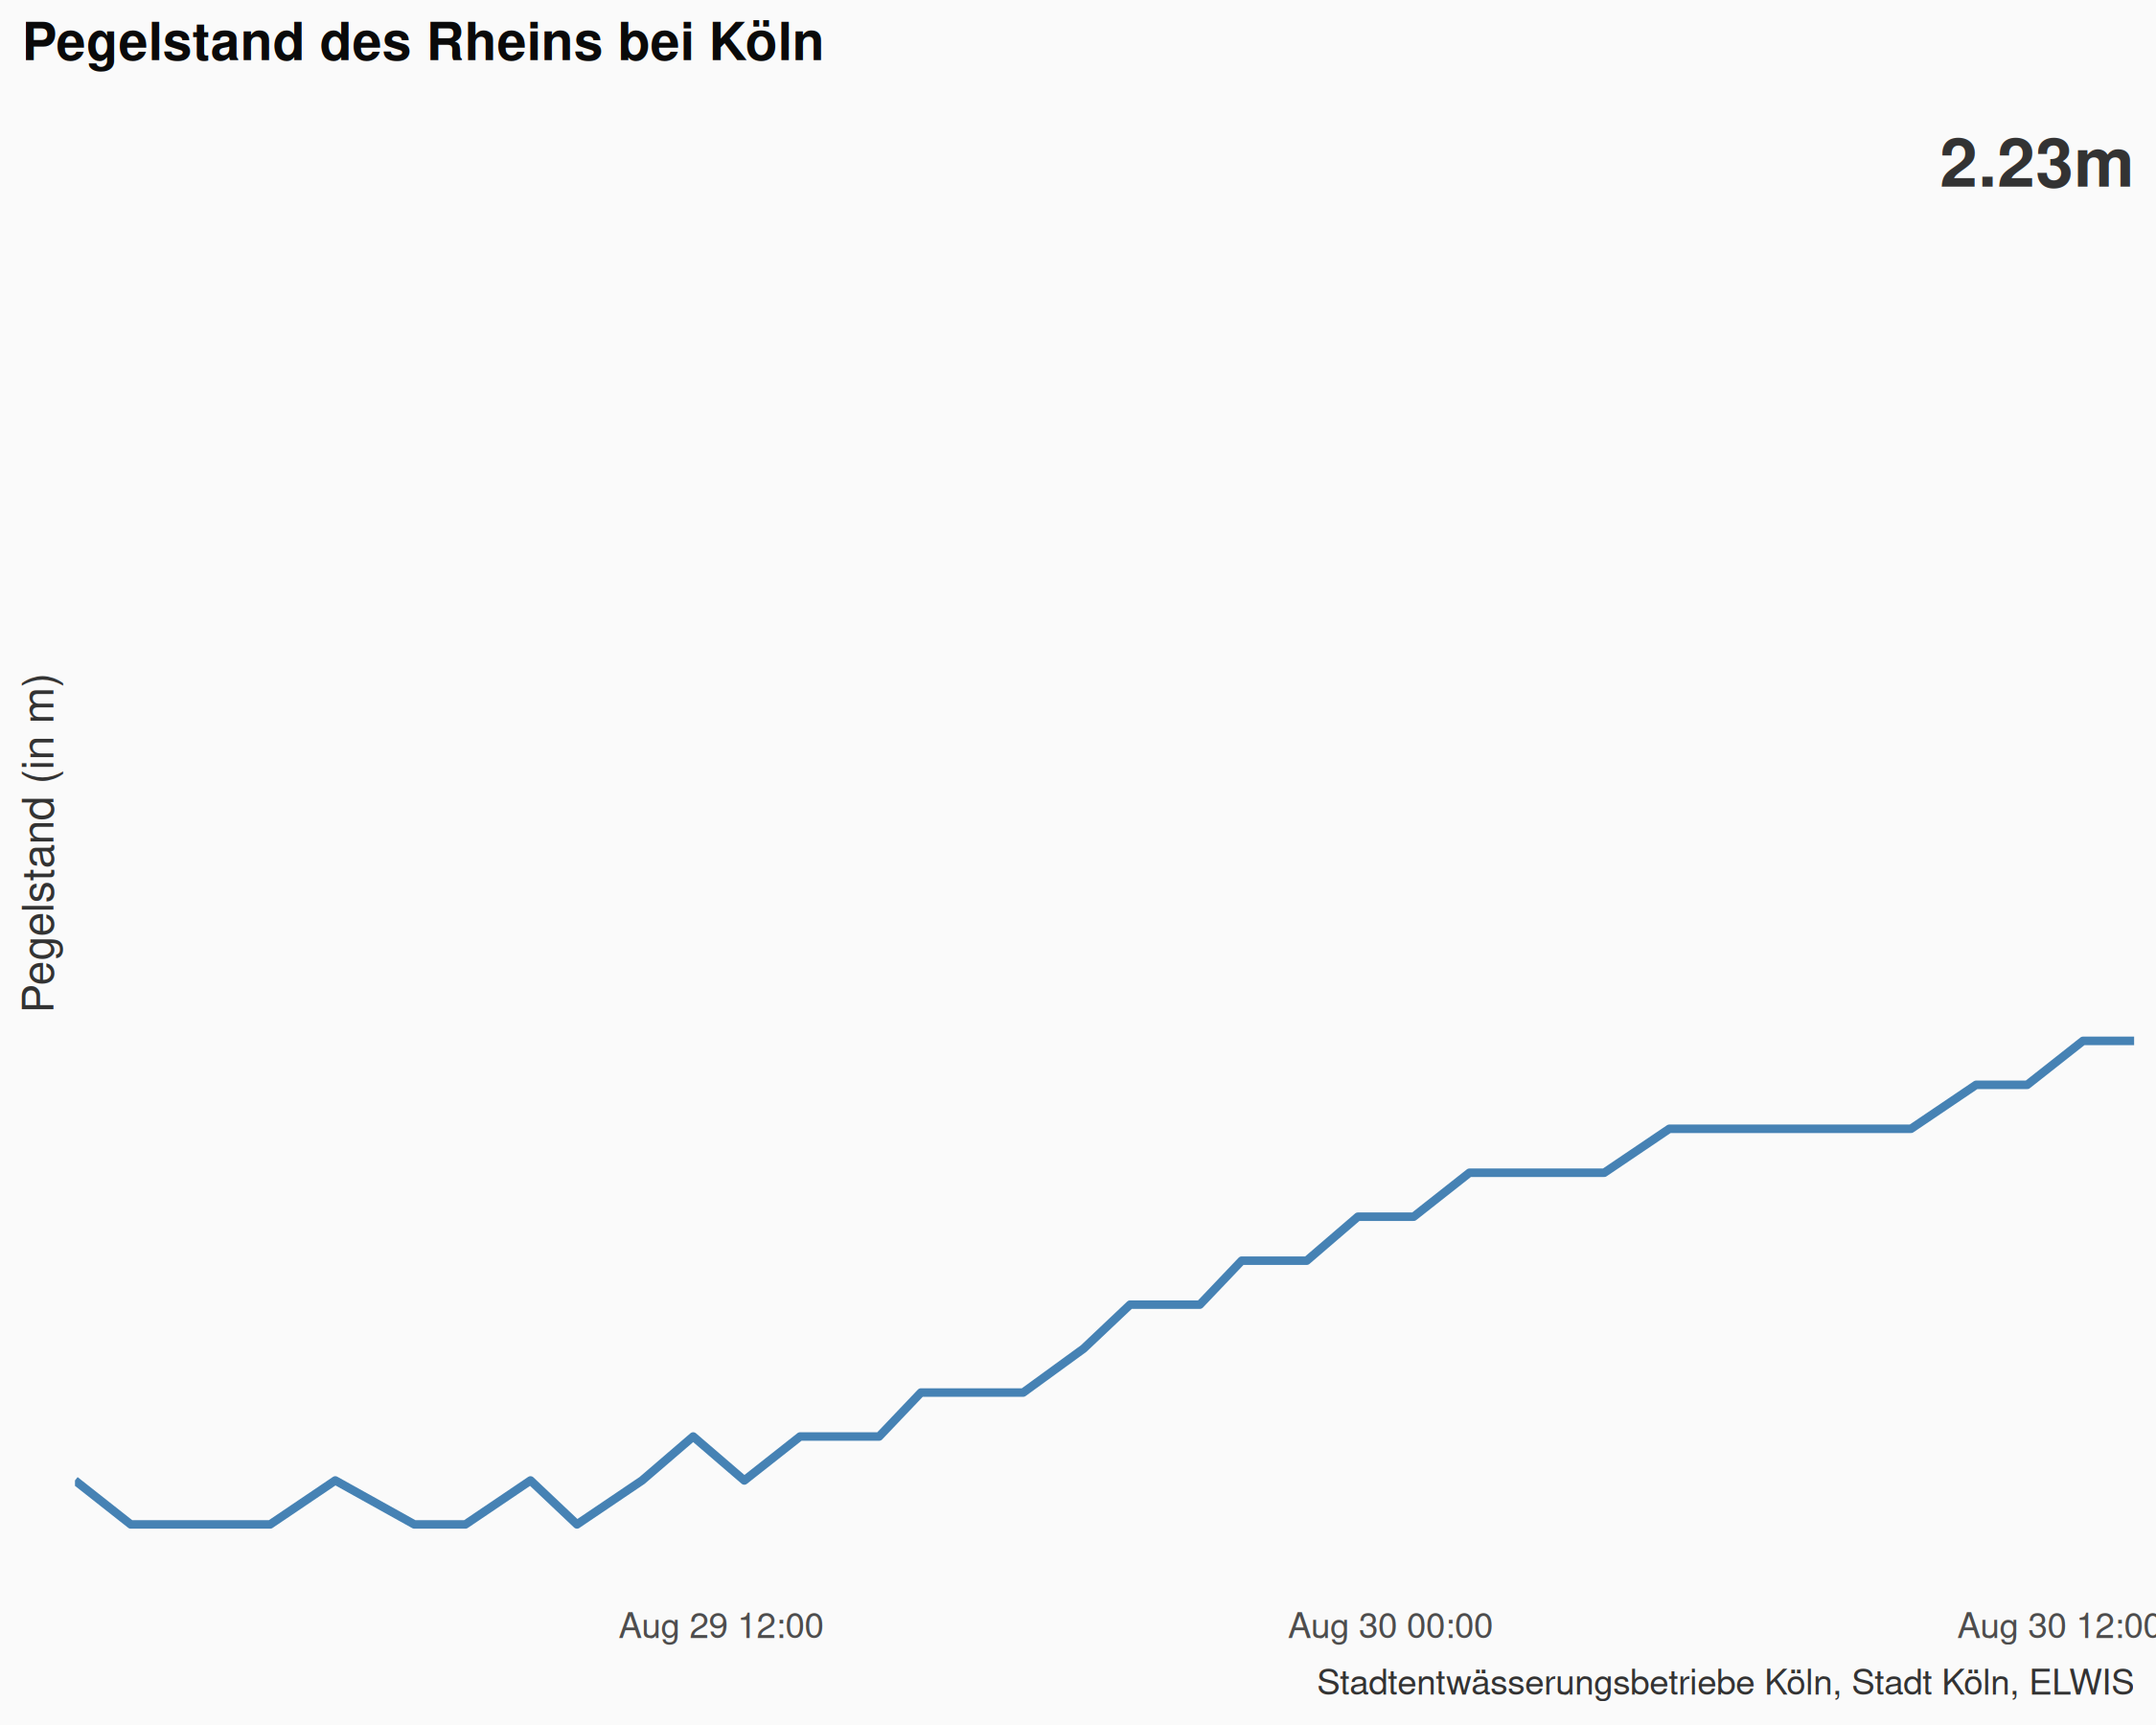 Pegelstand des Rheins bei Köln
2.23m
Pegelstand (in m)
Aug 29 12:00
Aug 30 00:00
Aug 30 12:00
Stadtentwässerungsbetriebe Köln, Stadt Köln, ELWIS